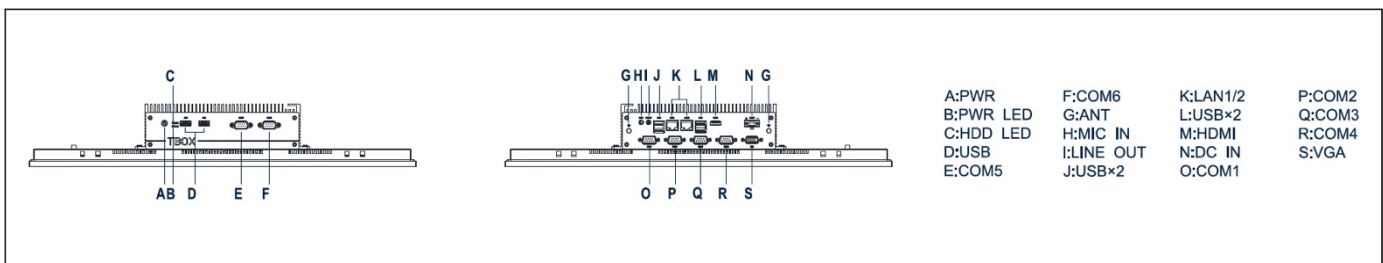 C
TBOX
AB D E F
G H I J K L M N G
O P Q R S
A:PWR F:COM6 K:LAN1/2 P:COM2
B:PWR LED G:ANT L:USB×2 Q:COM3
C:HDD LED H:MIC IN M:HDMI R:COM4
D:USB I:LINE OUT N:DC IN S:VGA
E:COM5 J:USB×2 O:COM1